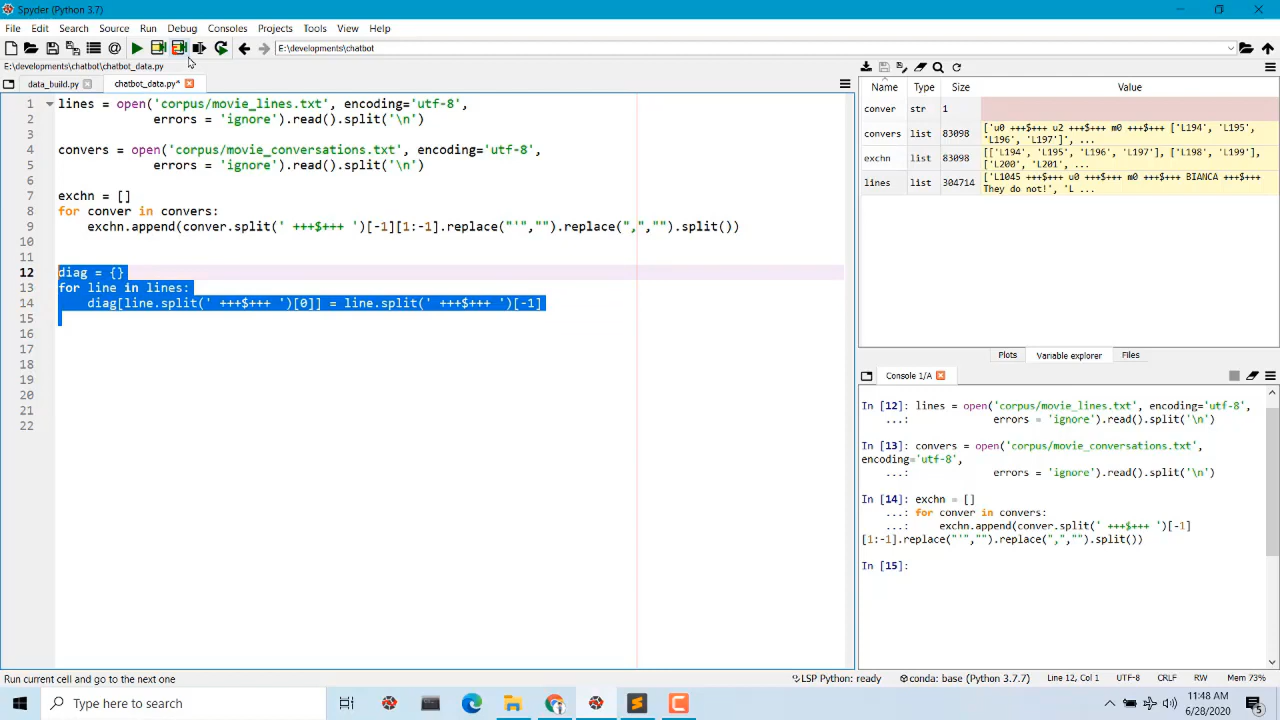 Spyder (Python 3.7)
File Edit Search Source Run Debug Consoles Projects Tools View Help
E:\developments\chatbot
E:\developments\chatbot\chatbot_data.py
data_build.py
chatbot_data.py*
1 lines = open('corpus/movie_lines.txt', encoding='utf-8',
2 errors = 'ignore').read().split('\n')
3
4 convers = open('corpus/movie_conversations.txt', encoding='utf-8',
5 errors = 'ignore').read().split('\n')
6
7 exchn = []
8 for conver in convers:
9 exchn.append(conver.split(' +++$+++ ')[-1][1:-1].replace("'","").replace(",","").split())
10
11
12 diag = {}
13 for line in lines:
14 diag[line.split(' +++$+++ ')[0]] = line.split(' +++$+++ ')[-1]
15
16
17
18
19
20
21
22
Name Type Size Value
conver str 1
convers list 83098 ['u0 +++$+++ u2 +++$+++ m0 +++$+++ ['L194', 'L195',
'L196', 'L197']', ...
exchn list 83098 [['L194', 'L195', 'L196', 'L197'], ['L198', 'L199'],
['L200', 'L201', ...
lines list 304714 ['L1045 +++$+++ u0 +++$+++ m0 +++$+++ BIANCA +++$+++
They do not!', 'L ...
Plots Variable explorer Files
Console 1/A
In [12]: lines = open('corpus/movie_lines.txt', encoding='utf-8',
...: errors = 'ignore').read().split('\n')
In [13]: convers = open('corpus/movie_conversations.txt',
encoding='utf-8',
...: errors = 'ignore').read().split('\n')
In [14]: exchn = []
...: for conver in convers:
...: exchn.append(conver.split(' +++$+++ ')[-1]
[1:-1].replace("'","").replace(",","").split())
In [15]:
Run current cell and go to the next one
LSP Python: ready conda: base (Python 3.7.7) Line 12, Col 1 UTF-8 CRLF RW Mem 73%
Type here to search
11:48 AM
6/28/2020
5